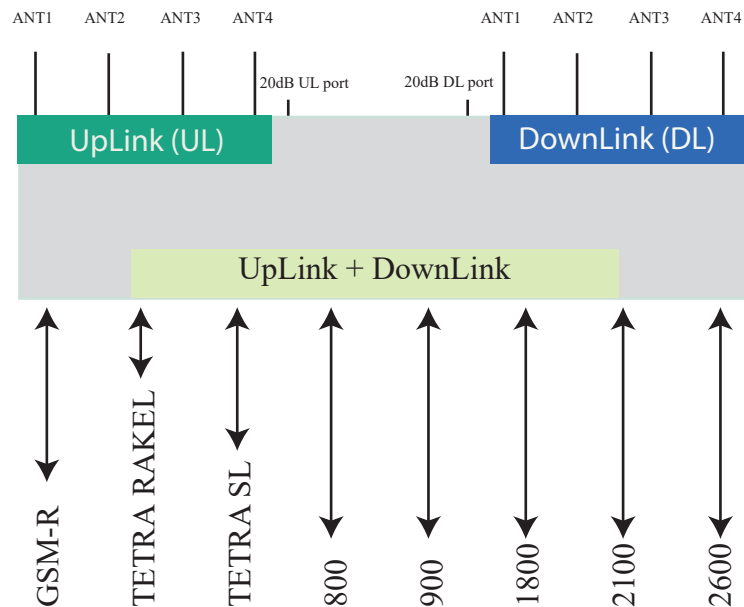 ANT1 ANT2 ANT3 ANT4 ANT1 ANT2 ANT3 ANT4
20dB UL port 20dB DL port
UpLink (UL) DownLink (DL)
UpLink + DownLink
GSM-R
TETRA RAKEL
TETRA SL
800
900
1800
2100
2600